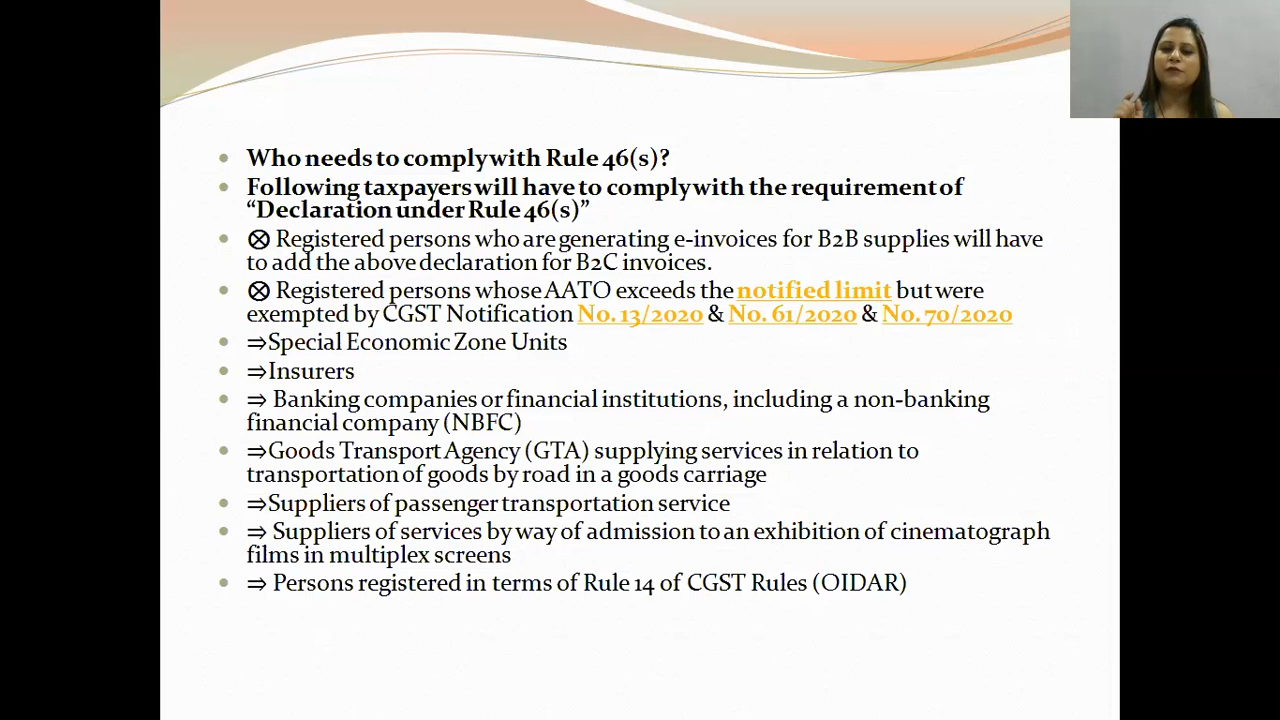 Who needs to comply with Rule 46(s)?
Following taxpayers will have to comply with the requirement of
“Declaration under Rule 46(s)”
⮾ Registered persons who are generating e-invoices for B2B supplies will have
to add the above declaration for B2C invoices.
⮾ Registered persons whose AATO exceeds the notified limit but were
exempted by CGST Notification No. 13/2020 & No. 61/2020 & No. 70/2020
⇒Special Economic Zone Units
⇒Insurers
⇒ Banking companies or financial institutions, including a non-banking
financial company (NBFC)
⇒Goods Transport Agency (GTA) supplying services in relation to
transportation of goods by road in a goods carriage
⇒Suppliers of passenger transportation service
⇒ Suppliers of services by way of admission to an exhibition of cinematograph
films in multiplex screens
⇒ Persons registered in terms of Rule 14 of CGST Rules (OIDAR)